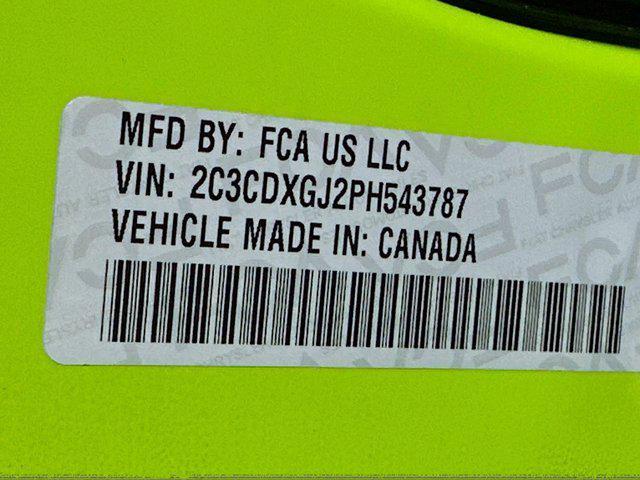 MFD BY: FCA US LLC
VIN: 2C3CDXGJ2PH543787
VEHICLE MADE IN: CANADA